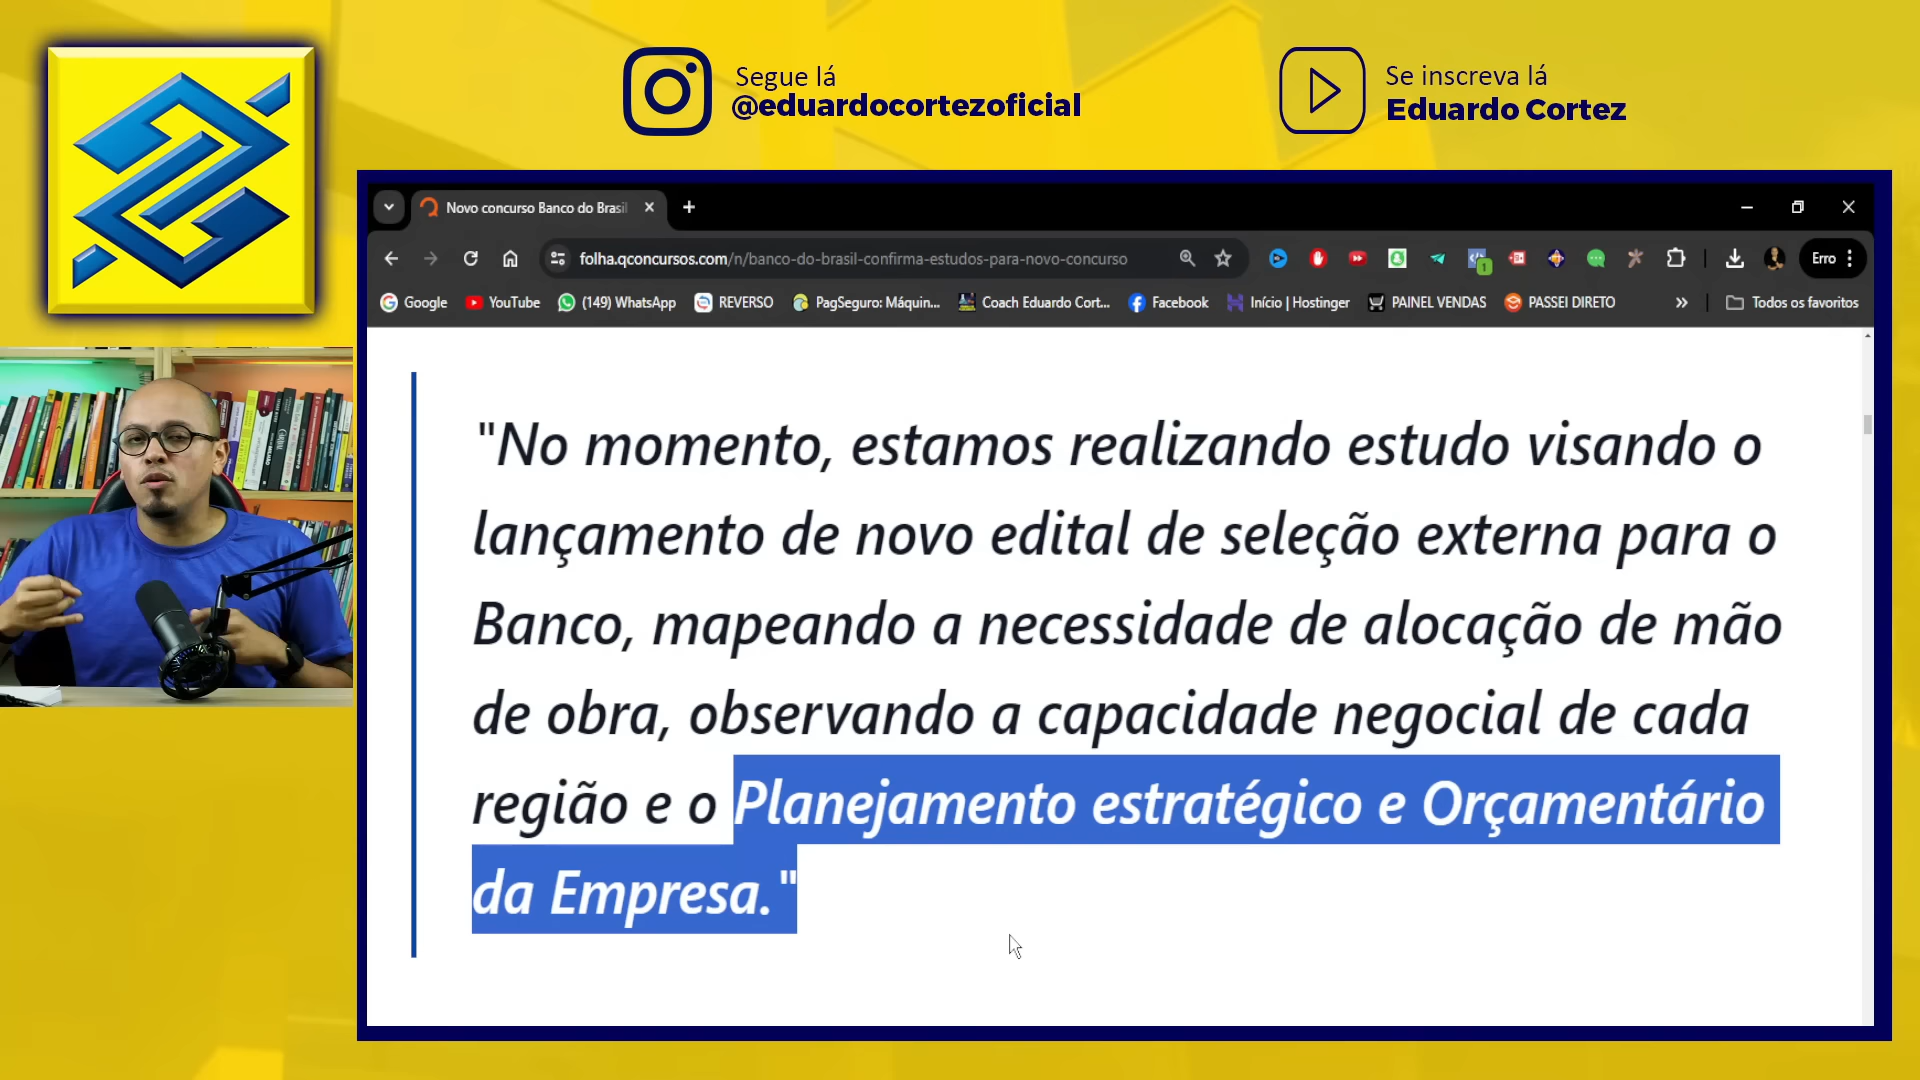 Segue lá
@eduardocortezoficial
Se inscreva lá
Eduardo Cortez
Novo concurso Banco do Brasil
folha.qconcursos.com/n/banco-do-brasil-confirma-estudos-para-novo-concurso
Erro
Google
YouTube
(149) WhatsApp
REVERSO
PagSeguro: Máquin...
Coach Eduardo Cort...
Facebook
Início | Hostinger
PAINEL VENDAS
PASSEI DIRETO
»
Todos os favoritos
"No momento, estamos realizando estudo visando o
lançamento de novo edital de seleção externa para o
Banco, mapeando a necessidade de alocação de mão
de obra, observando a capacidade negocial de cada
região e o Planejamento estratégico e Orçamentário
da Empresa."